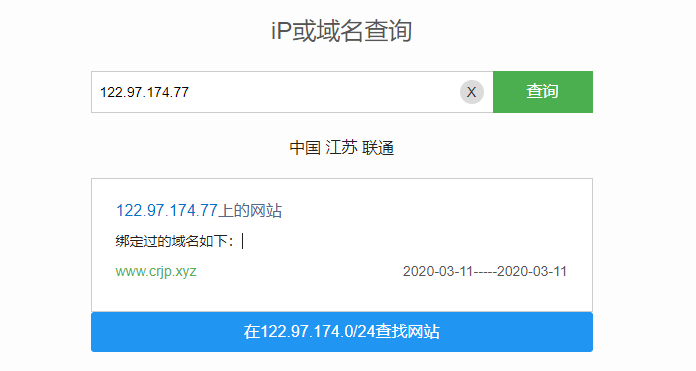 iP或域名查询
122.97.174.77 X 查询
中国 江苏 联通
122.97.174.77上的网站
绑定过的域名如下：
www.crjp.xyz 2020-03-11-----2020-03-11
在122.97.174.0/24查找网站